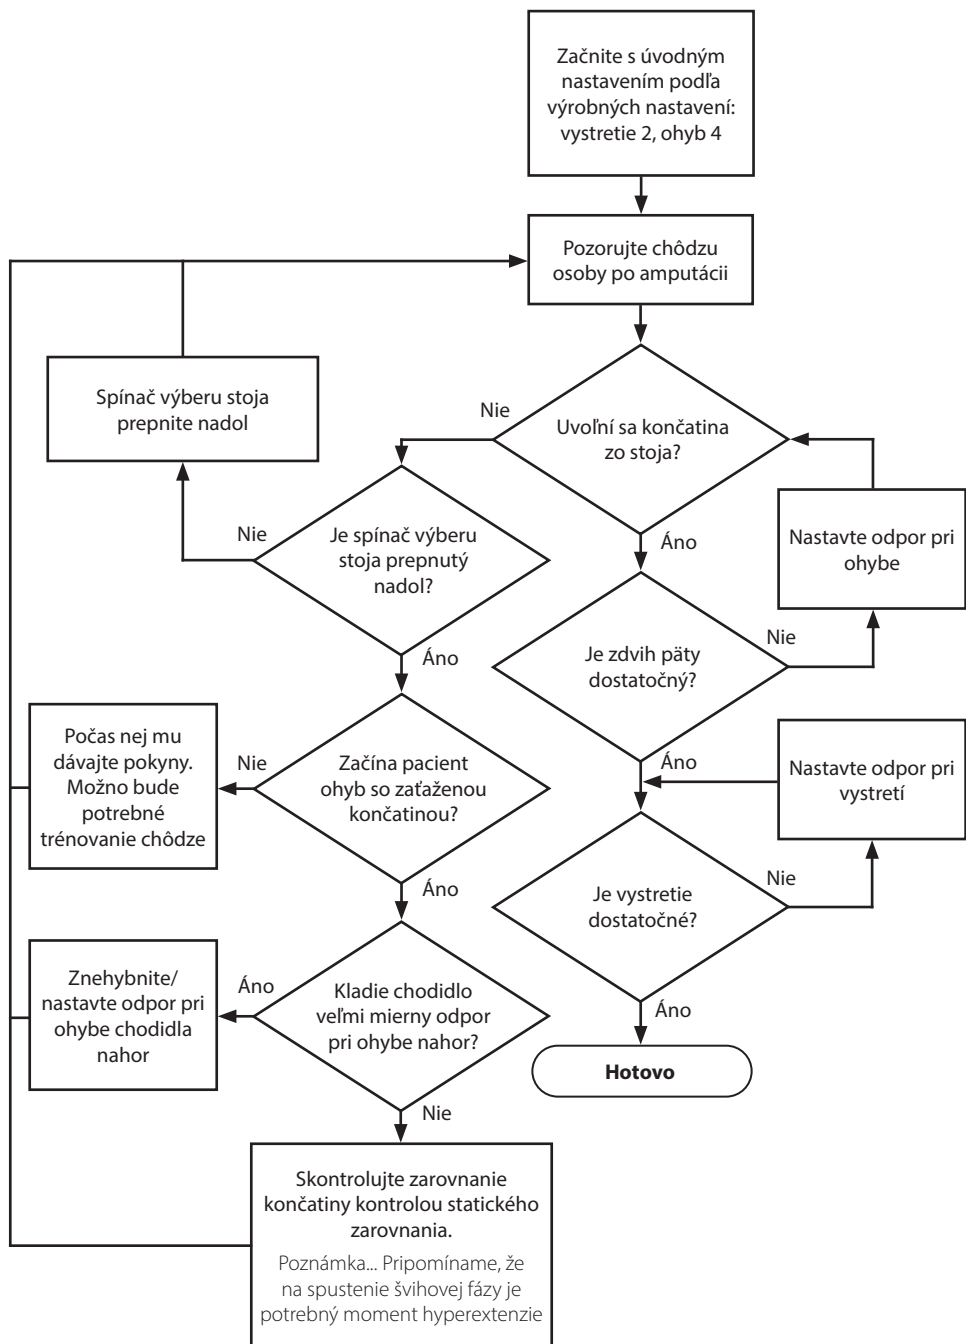 Začnite s úvodným
nastavením podľa
výrobných nastavení:
vystretie 2, ohyb 4
Pozorujte chôdzu
osoby po amputácii
Uvoľní sa končatina
zo stoja?
Nie
Áno
Spínač výberu stoja
prepnite nadol
Je spínač výberu
stoja prepnutý
nadol?
Nie
Áno
Nastavte odpor pri
ohybe
Je zdvih päty
dostatočný?
Nie
Áno
Počas nej mu
dávajte pokyny.
Možno bude
potrebné
trénovanie chôdze
Nie
Začína pacient
ohyb so zaťaženou
končatinou?
Áno
Nastavte odpor pri
vystretí
Je vystretie
dostatočné?
Nie
Áno
Hotovo
Znehybnite/
nastavte odpor pri
ohybe chodidla
nahor
Áno
Kladie chodidlo
veľmi mierny odpor
pri ohybe nahor?
Nie
Skontrolujte zarovnanie
končatiny kontrolou statického
zarovnania.
Poznámka... Pripomíname, že
na spustenie švihovej fázy je
potrebný moment hyperextenzie